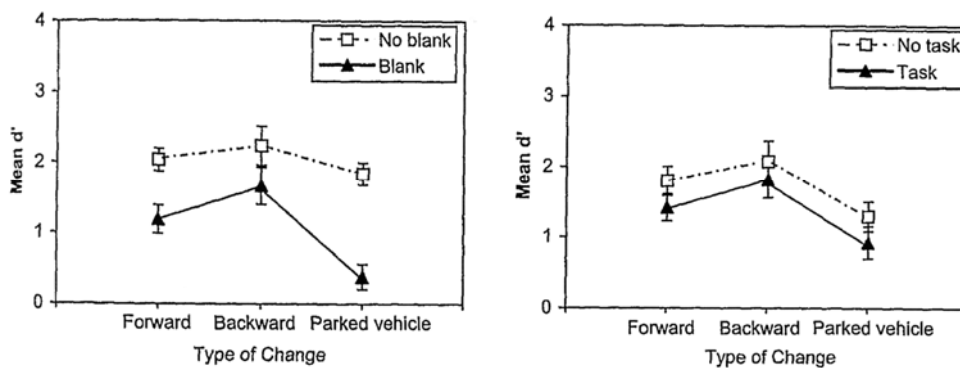 4
3
2
1
0
Mean d'
No blank
Blank
Forward Backward Parked vehicle
Type of Change
4
3
2
1
0
Mean d'
No task
Task
Forward Backward Parked vehicle
Type of Change